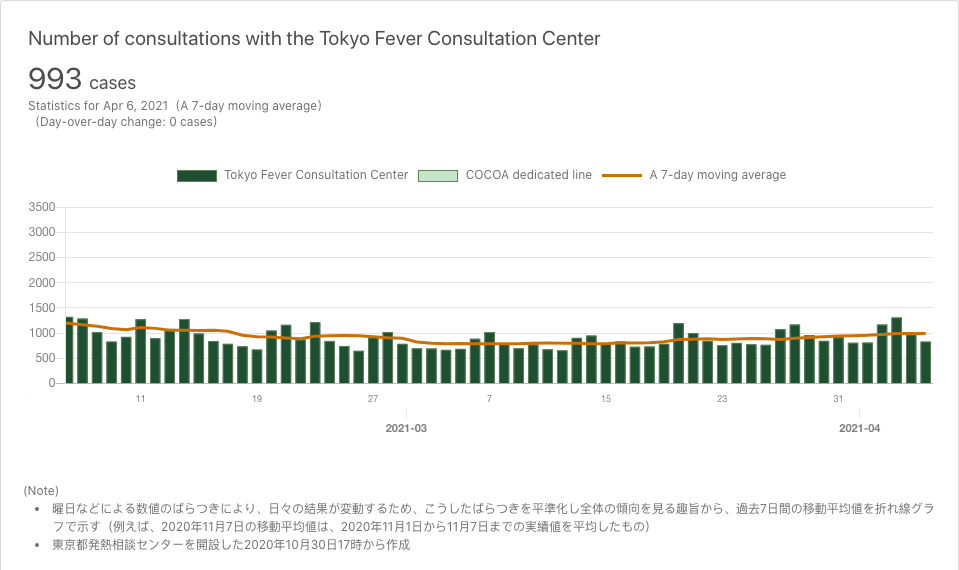 Number of consultations with the Tokyo Fever Consultation Center
993 cases
Statistics for Apr 6, 2021 (A 7-day moving average)
(Day-over-day change: 0 cases)
Tokyo Fever Consultation Center COCOA dedicated line A 7-day moving average
3500
3000
2500
2000
1500
1000
500
0
11 19 27 7 15 23 31
2021-03 2021-04
(Note)
• 曜日などによる数値のばらつきにより、日々の結果が変動するため、こうしたばらつきを平準化し全体の傾向を見る趣旨から、過去7日間の移動平均値を折れ線グラ
フで示す（例えば、2020年11月7日の移動平均値は、2020年11月1日から11月7日までの実績値を平均したもの）
• 東京都発熱相談センターを開設した2020年10月30日17時から作成